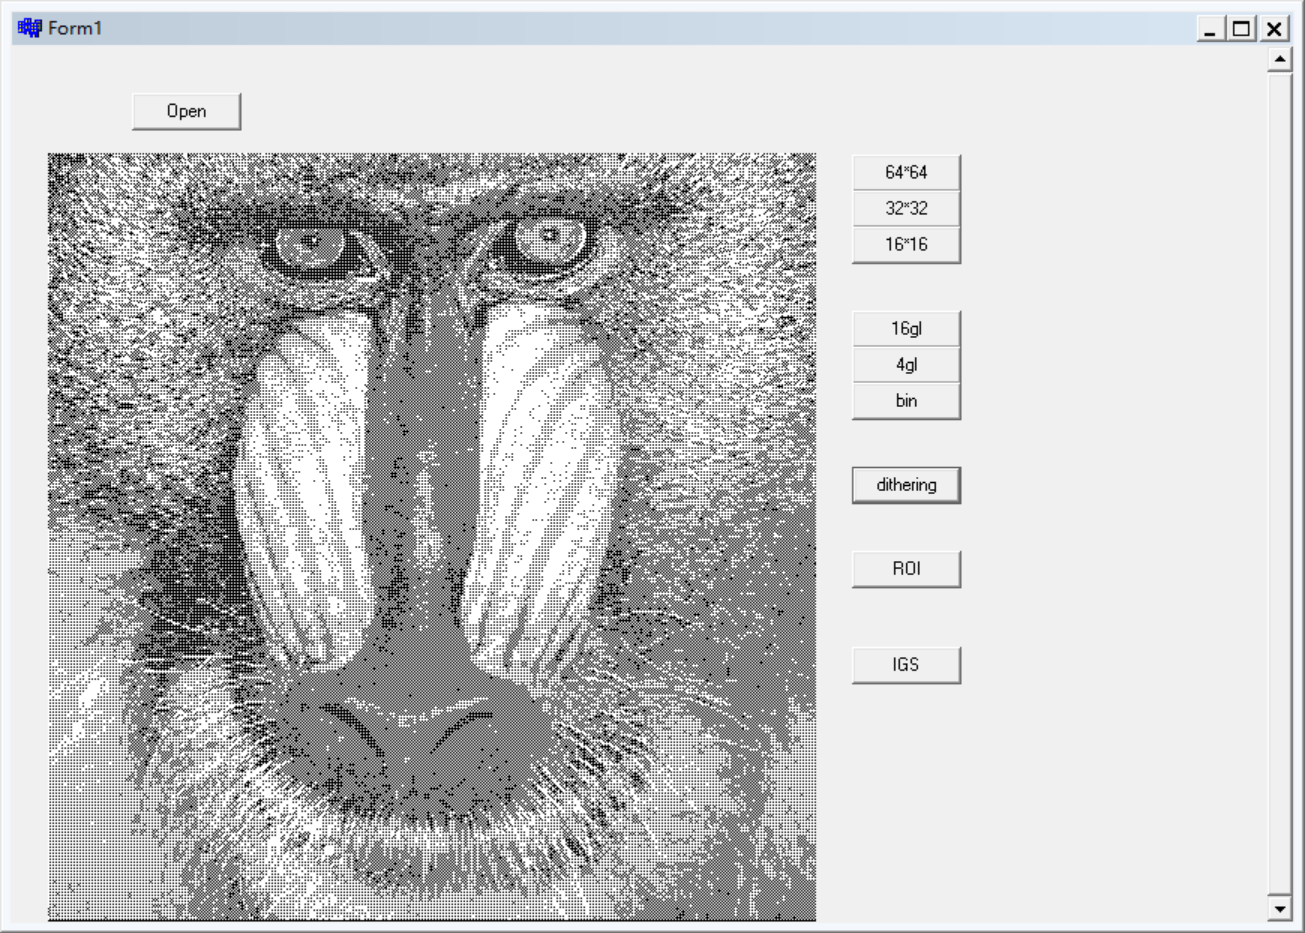 Form1
Open
64*64
32*32
16*16
16gl
4gl
bin
dithering
ROI
IGS